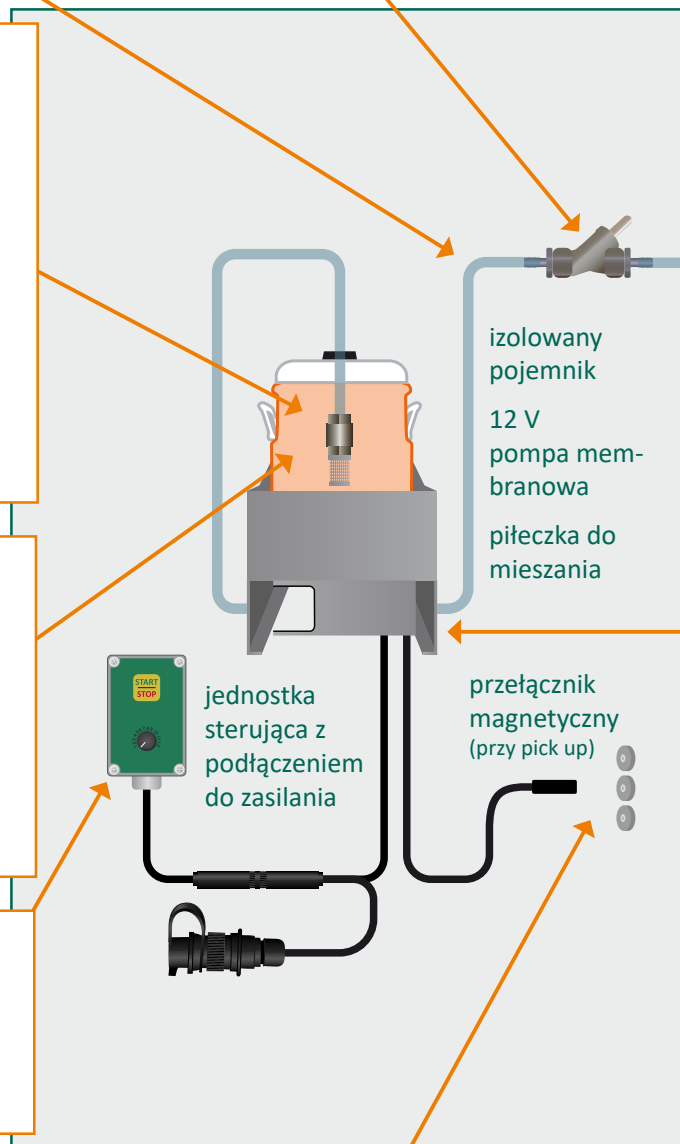 izolowany
pojemnik
12 V
pompa mem-
branowa
piłeczka do
mieszania
START
STOP
jednostka
sterująca z
podłączeniem
do zasilania
przełącznik
magnetyczny
(przy pick up)